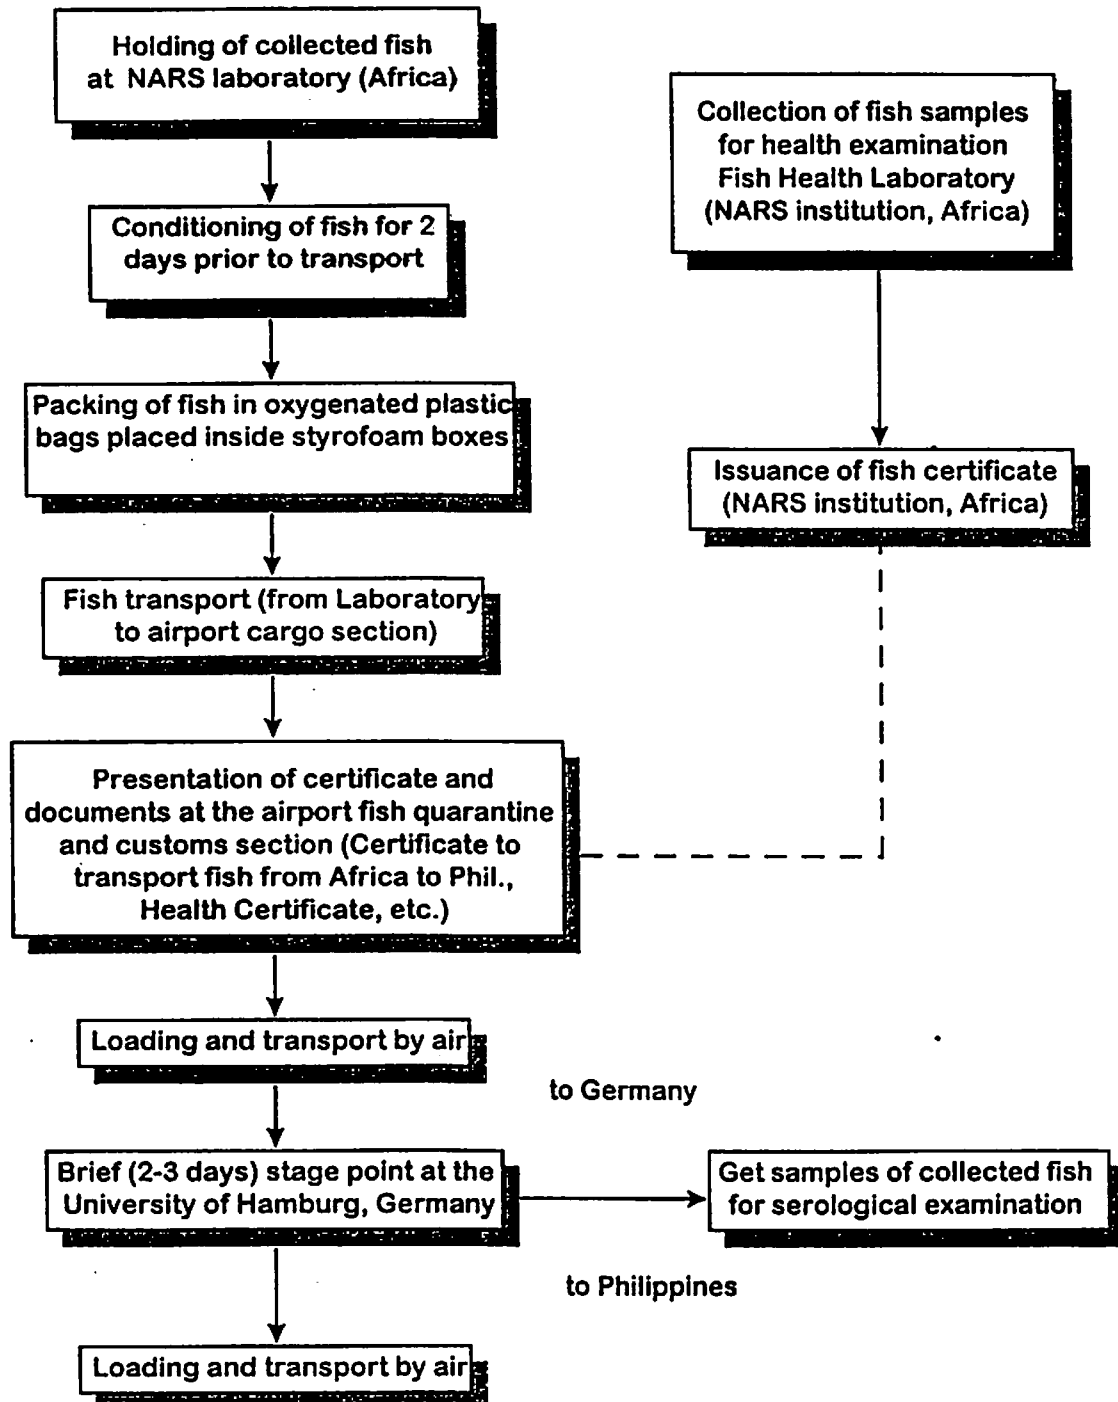 Holding of collected fish
at NARS laboratory (Africa)
Collection of fish samples
for health examination
Fish Health Laboratory
(NARS institution, Africa)
Conditioning of fish for 2
days prior to transport
Packing of fish in oxygenated plastic
bags placed inside styrofoam boxes
Issuance of fish certificate
(NARS institution, Africa)
Fish transport (from Laboratory
to airport cargo section)
Presentation of certificate and
documents at the airport fish quarantine
and customs section (Certificate to
transport fish from Africa to Phil.,
Health Certificate, etc.)
Loading and transport by air
to Germany
Brief (2-3 days) stage point at the
University of Hamburg, Germany
Get samples of collected fish
for serological examination
to Philippines
Loading and transport by air